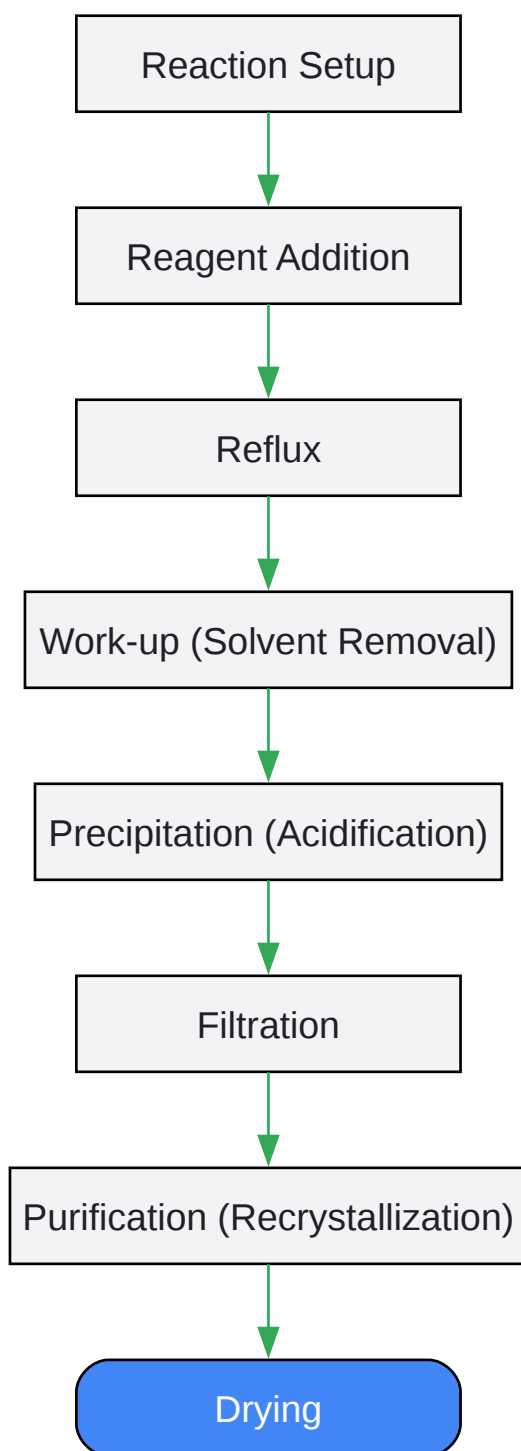 Reaction Setup
Reagent Addition
Reflux
Work-up (Solvent Removal)
Precipitation (Acidification)
Filtration
Purification (Recrystallization)
Drying